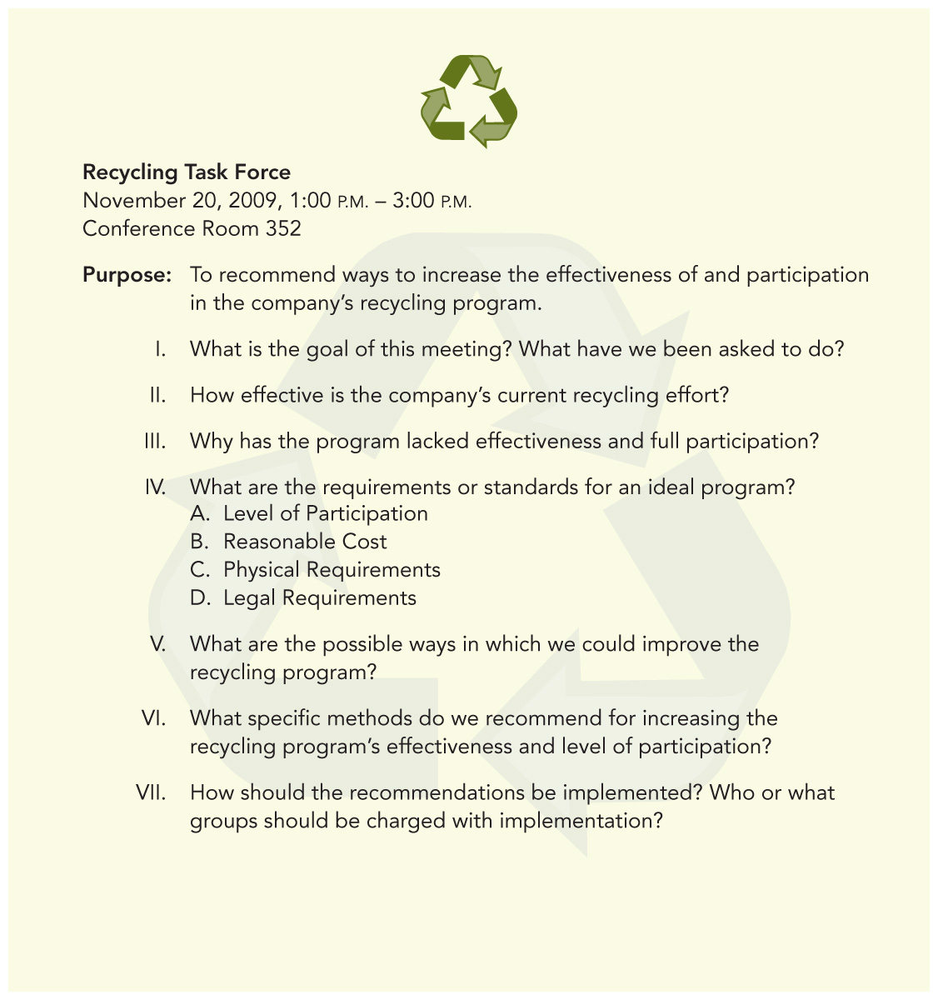 Recycling Task Force
November 20, 2009, 1:00 P.M. – 3:00 P.M.
Conference Room 352
Purpose: To recommend ways to increase the effectiveness of and participation
in the company’s recycling program.
I. What is the goal of this meeting? What have we been asked to do?
II. How effective is the company’s current recycling effort?
III. Why has the program lacked effectiveness and full participation?
IV. What are the requirements or standards for an ideal program?
A. Level of Participation
B. Reasonable Cost
C. Physical Requirements
D. Legal Requirements
V. What are the possible ways in which we could improve the
recycling program?
VI. What specific methods do we recommend for increasing the
recycling program’s effectiveness and level of participation?
VII. How should the recommendations be implemented? Who or what
groups should be charged with implementation?